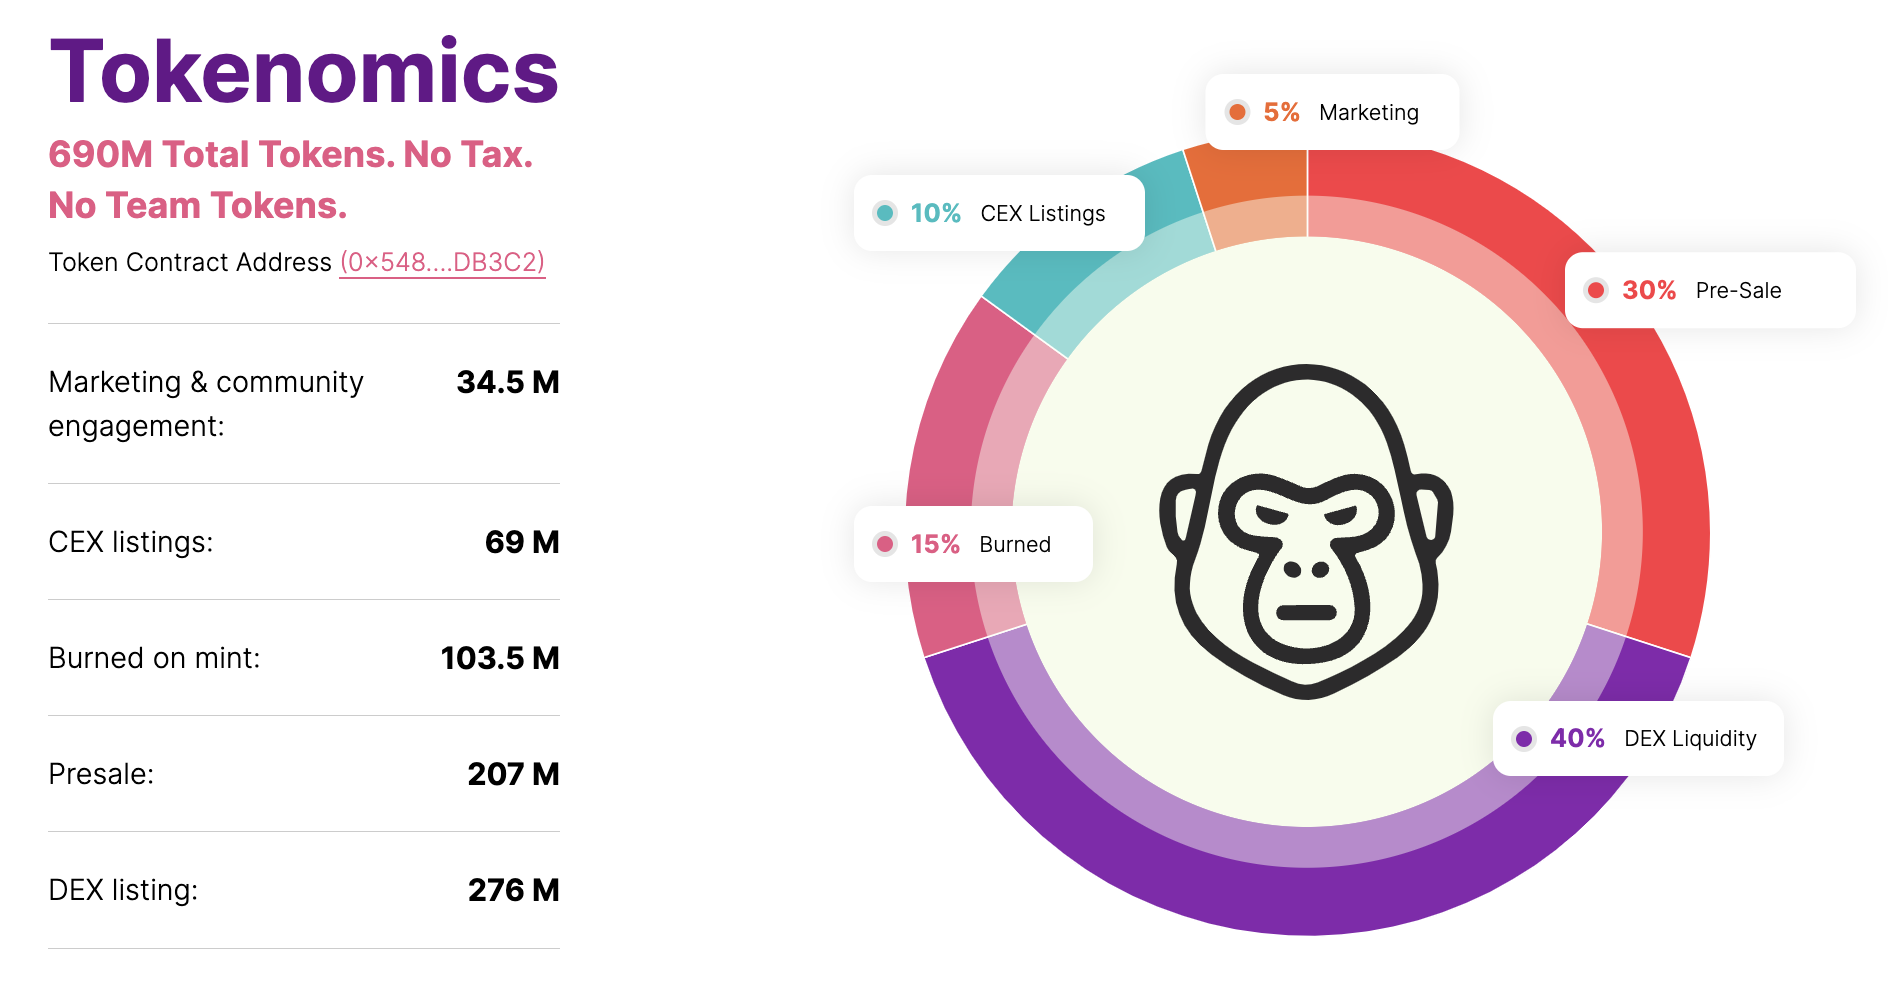 Tokenomics
690M Total Tokens. No Tax.
No Team Tokens.
Token Contract Address (0x548....DB3C2)
Marketing & community 34.5 M
engagement:
CEX listings: 69 M
Burned on mint: 103.5 M
Presale: 207 M
DEX listing: 276 M
5% Marketing
10% CEX Listings
30% Pre-Sale
15% Burned
40% DEX Liquidity